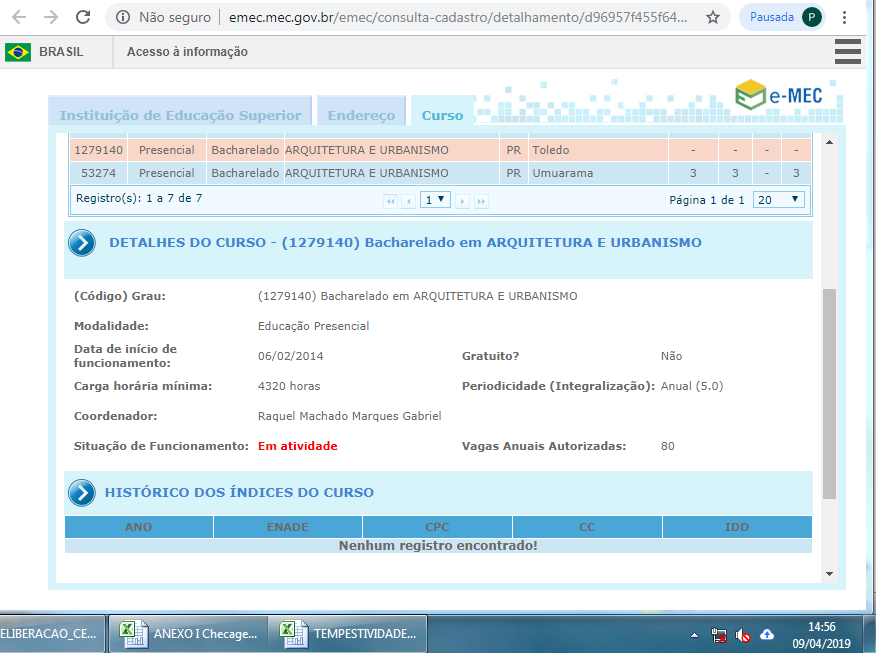 Não seguro | emec.mec.gov.br/emec/consulta-cadastro/detalhamento/d96957f455f64... Pausada P
BRASIL Acesso à informação
e-MEC
Instituição de Educação Superior Endereço Curso
1279140 Presencial Bacharelado ARQUITETURA E URBANISMO PR Toledo - - - -
53274 Presencial Bacharelado ARQUITETURA E URBANISMO PR Umuarama 3 3 - 3
Registro(s): 1 a 7 de 7 1 Página 1 de 1 20
DETALHES DO CURSO - (1279140) Bacharelado em ARQUITETURA E URBANISMO
(Código) Grau: (1279140) Bacharelado em ARQUITETURA E URBANISMO
Modalidade: Educação Presencial
Data de início de funcionamento: 06/02/2014 Gratuito? Não
Carga horária mínima: 4320 horas Periodicidade (Integralização): Anual (5.0)
Coordenador: Raquel Machado Marques Gabriel
Situação de Funcionamento: Em atividade Vagas Anuais Autorizadas: 80
HISTÓRICO DOS ÍNDICES DO CURSO
ANO ENADE CPC CC IDD
Nenhum registro encontrado!
ELIBERACAO_CE... ANEXO I Checage... TEMPESTIVIDADE... 14:56
09/04/2019